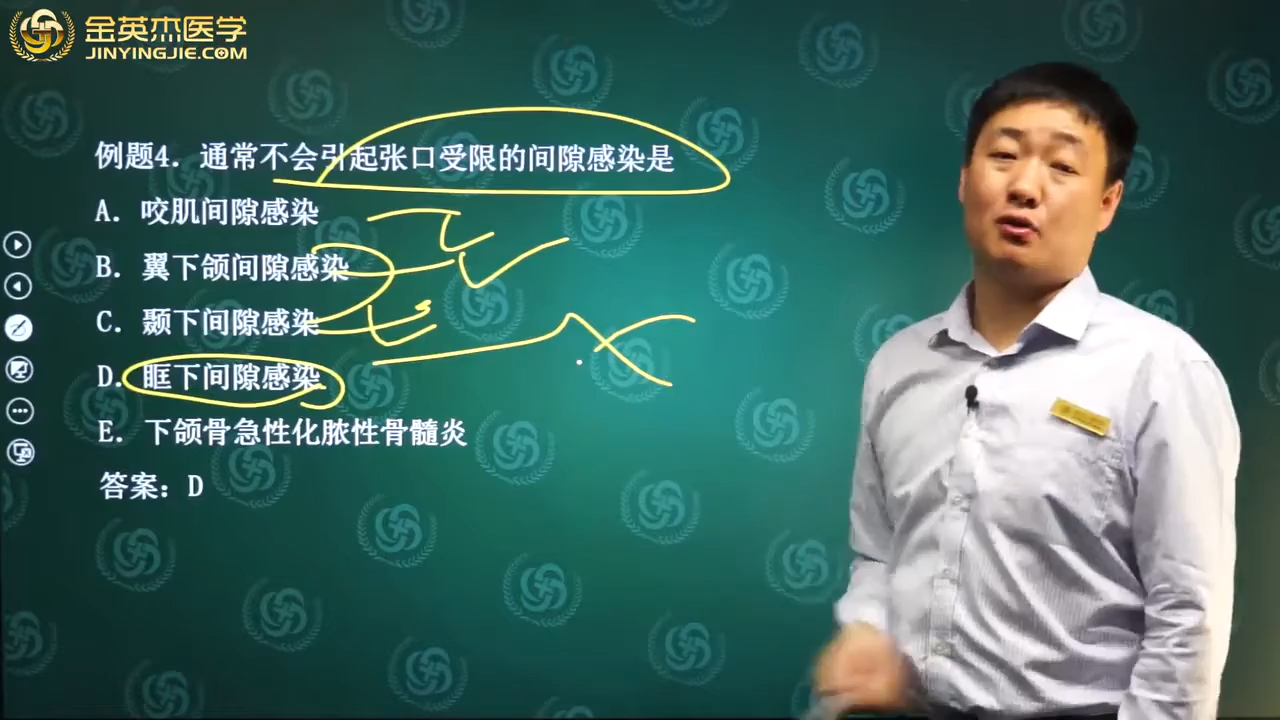 金英杰医学
JINYINGJIE.COM
例题4．通常不会引起张口受限的间隙感染是
A．咬肌间隙感染
B．翼下颌间隙感染
C．颞下间隙感染
D．眶下间隙感染
E．下颌骨急性化脓性骨髓炎
答案：D